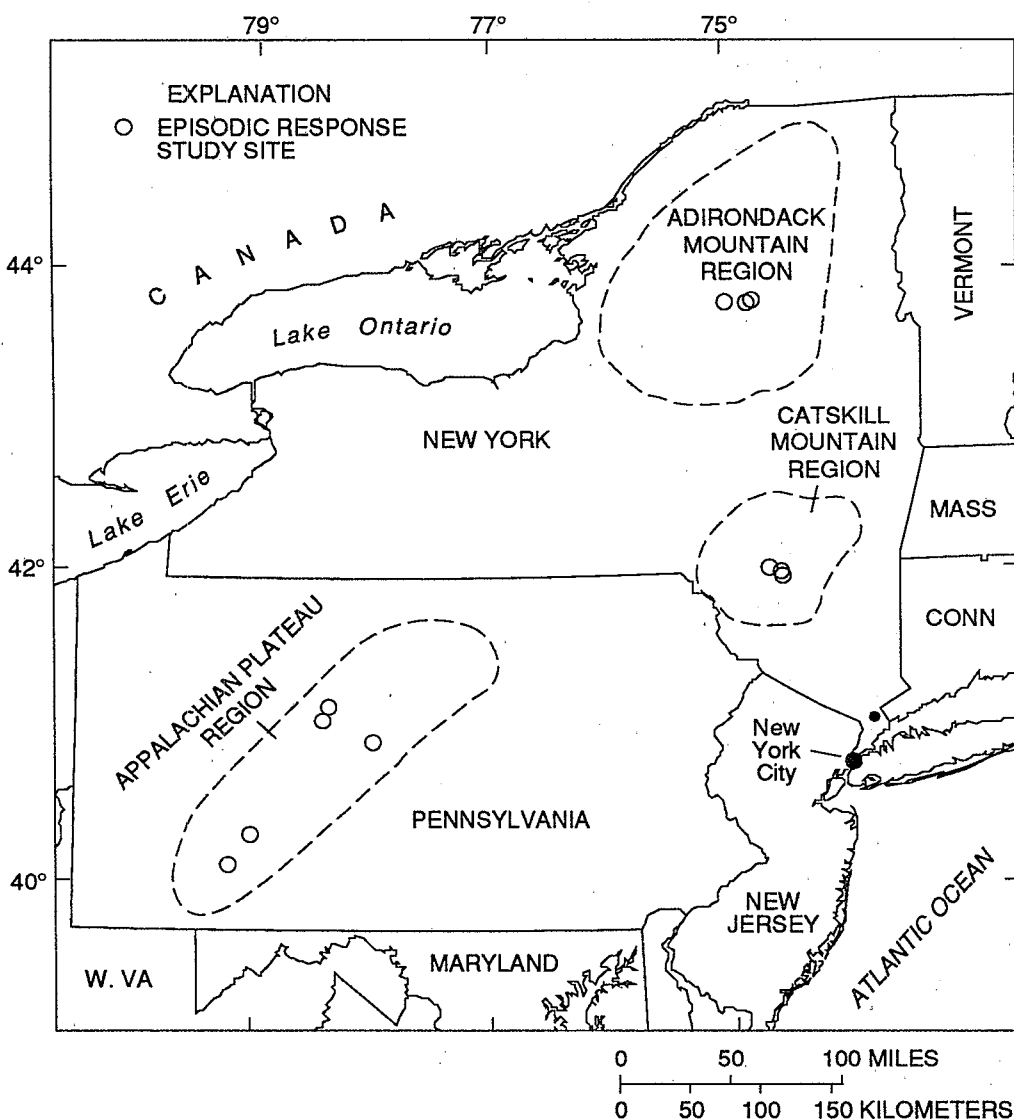 79°
77°
75°
EXPLANATION
EPISODIC RESPONSE
STUDY SITE
CANADA
ADIRONDACK
MOUNTAIN
REGION
VERMONT
44°
Lake Ontario
CATSKILL
MOUNTAIN
REGION
NEW YORK
Lake Erie
MASS
42°
CONN
APPALACHIAN PLATEAU
REGION
New
York
City
PENNSYLVANIA
40°
NEW
JERSEY
ATLANTIC OCEAN
W. VA
MARYLAND
0 50 100 MILES
0 50 100 150 KILOMETERS